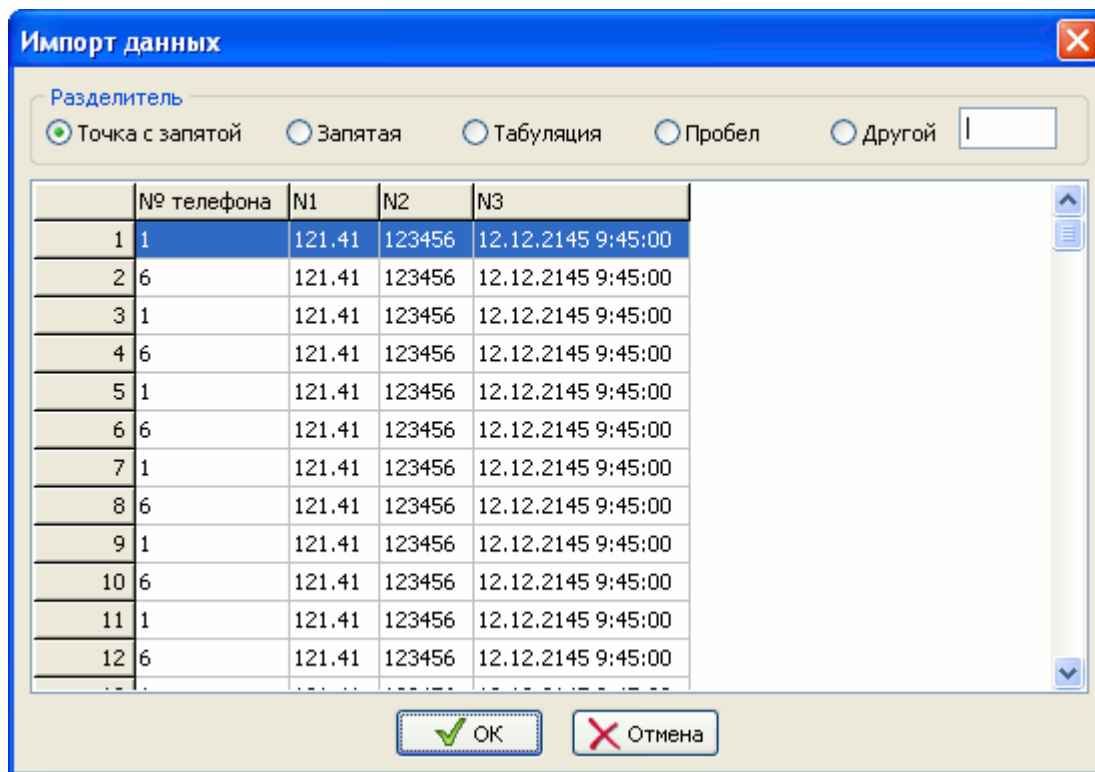 Импорт данных
Разделитель
Точка с запятой Запятая Табуляция Пробел Другой
№ телефона N1 N2 N3
1 1 121.41 123456 12.12.2145 9:45:00
2 6 121.41 123456 12.12.2145 9:45:00
3 1 121.41 123456 12.12.2145 9:45:00
4 6 121.41 123456 12.12.2145 9:45:00
5 1 121.41 123456 12.12.2145 9:45:00
6 6 121.41 123456 12.12.2145 9:45:00
7 1 121.41 123456 12.12.2145 9:45:00
8 6 121.41 123456 12.12.2145 9:45:00
9 1 121.41 123456 12.12.2145 9:45:00
10 6 121.41 123456 12.12.2145 9:45:00
11 1 121.41 123456 12.12.2145 9:45:00
12 6 121.41 123456 12.12.2145 9:45:00
ОК Отмена